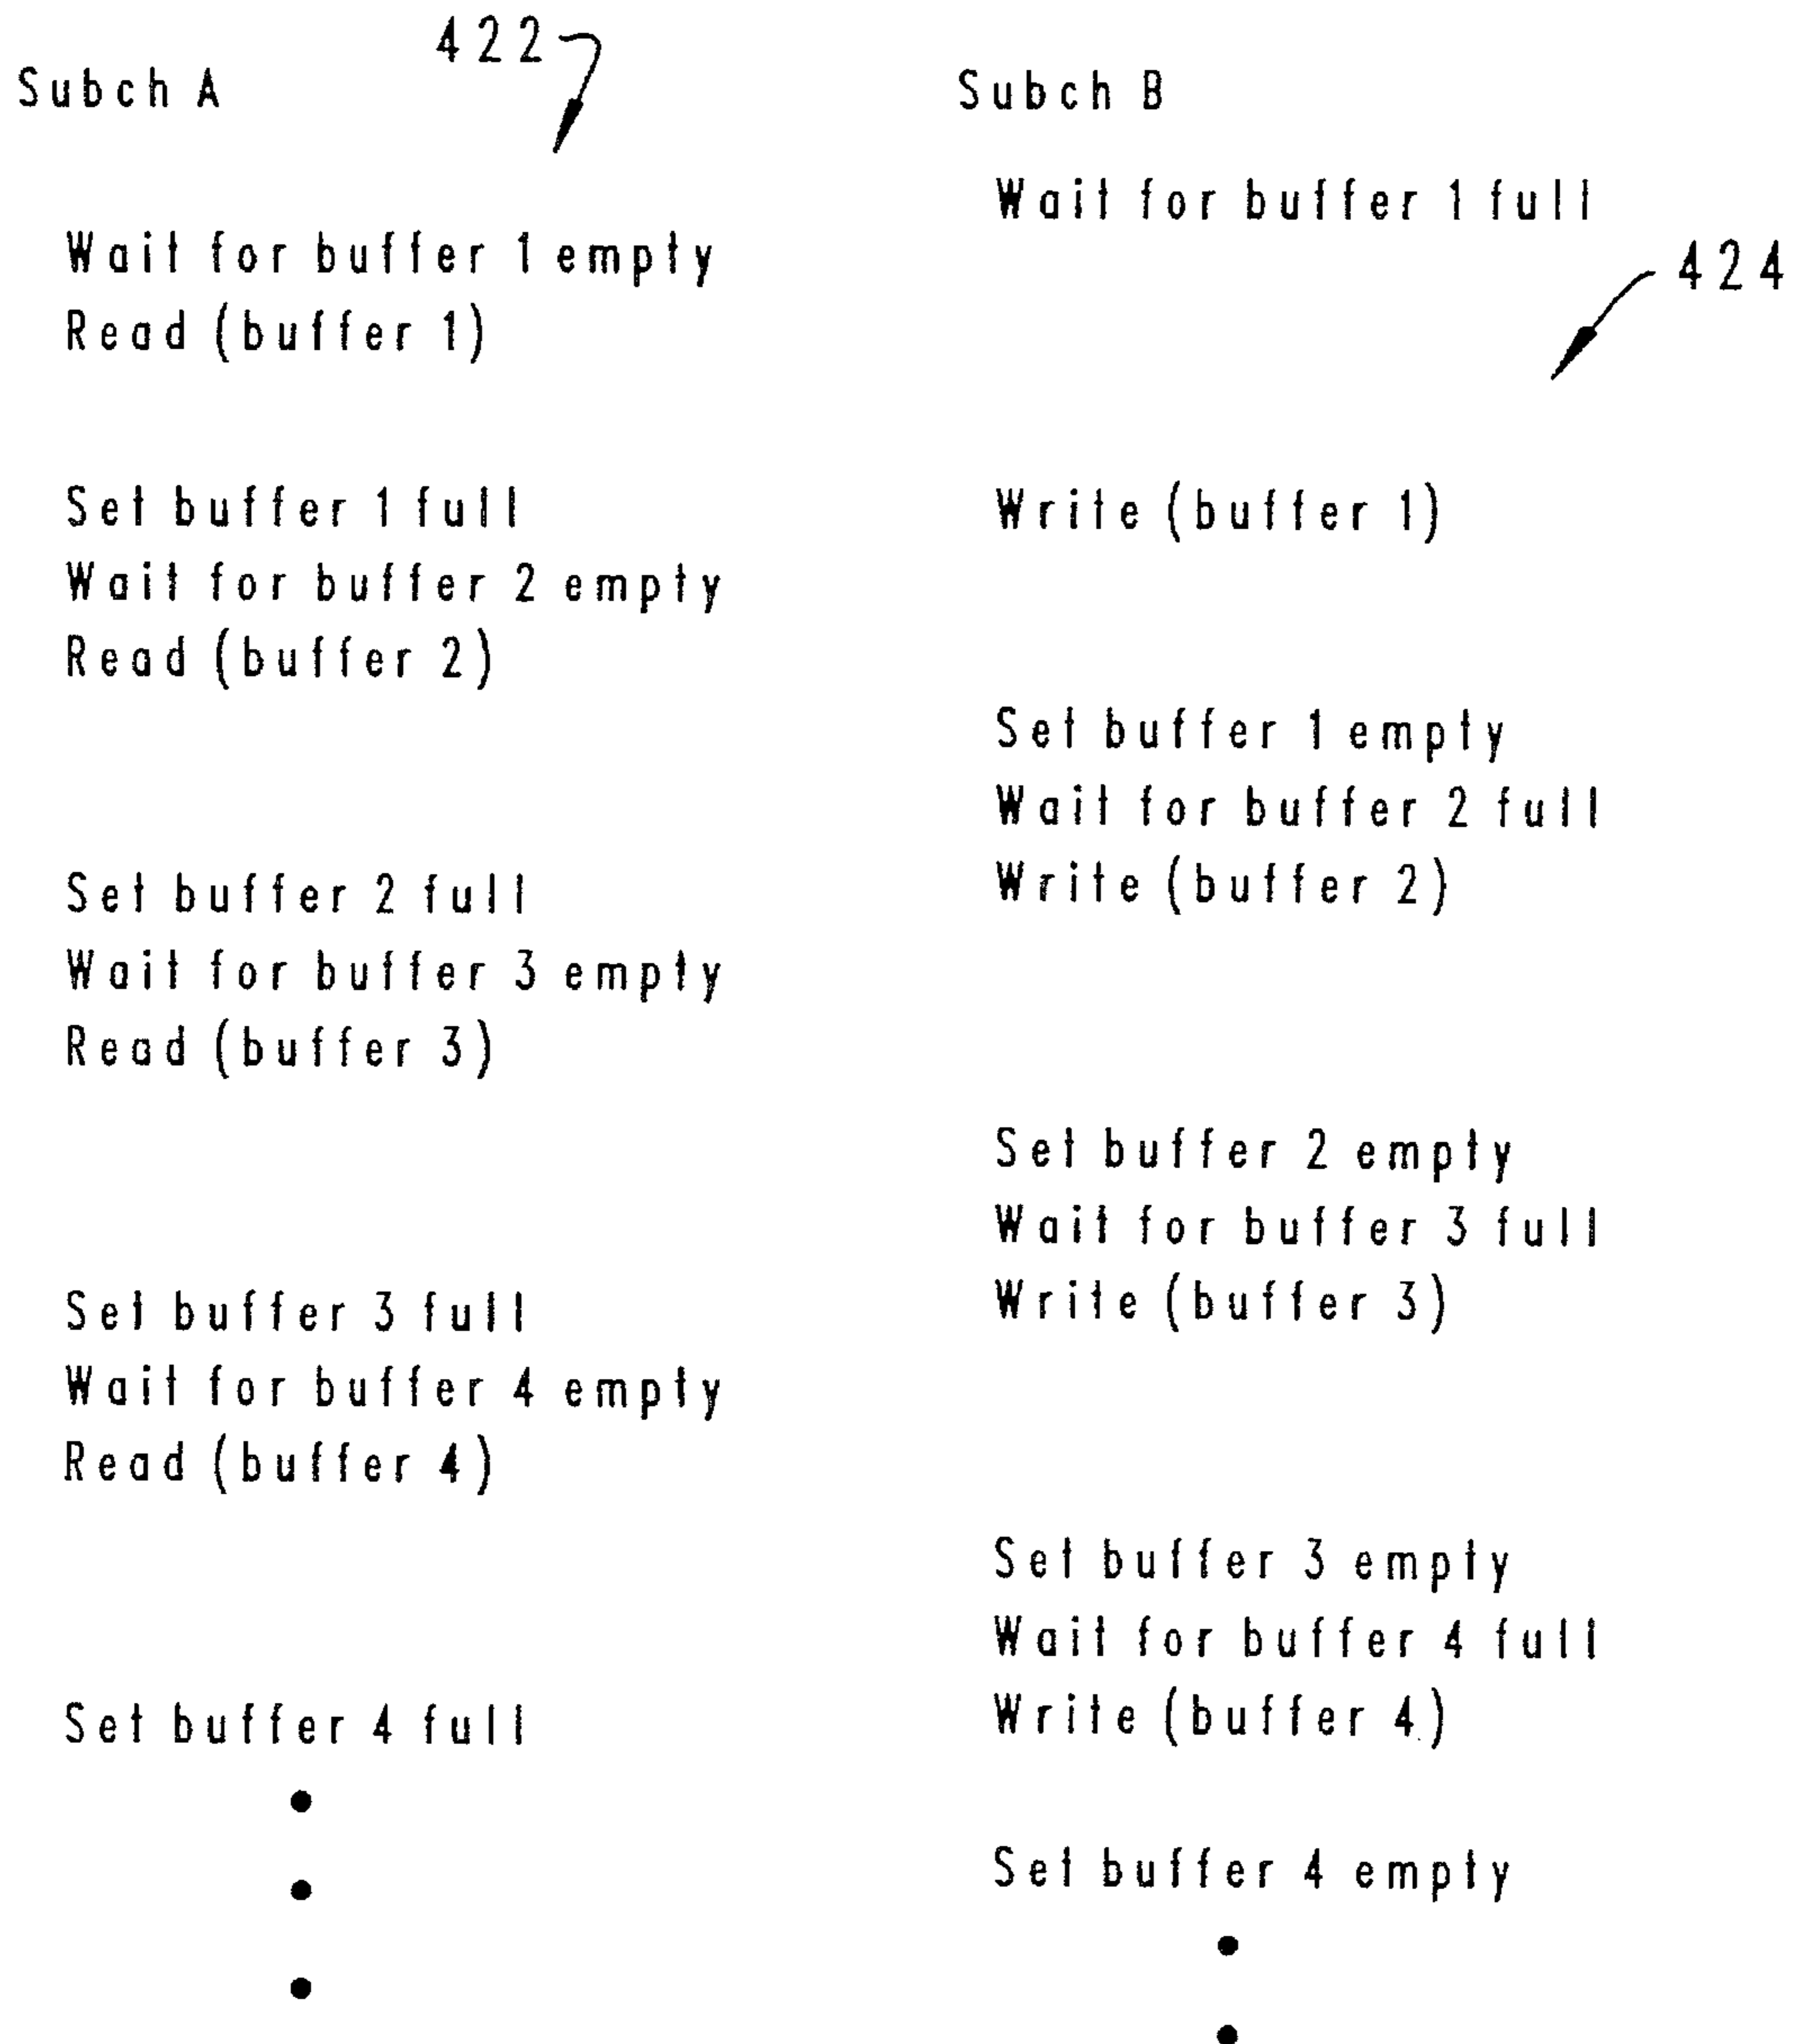 422
Subch A
Wait for buffer 1 empty
Read (buffer 1)
Set buffer 1 full
Wait for buffer 2 empty
Read (buffer 2)
Set buffer 2 full
Wait for buffer 3 empty
Read (buffer 3)
Set buffer 3 full
Wait for buffer 4 empty
Read (buffer 4)
Set buffer 4 full
Subch B
Wait for buffer 1 full
424
Write (buffer 1)
Set buffer 1 empty
Wait for buffer 2 full
Write (buffer 2)
Set buffer 2 empty
Wait for buffer 3 full
Write (buffer 3)
Set buffer 3 empty
Wait for buffer 4 full
Write (buffer 4)
Set buffer 4 empty